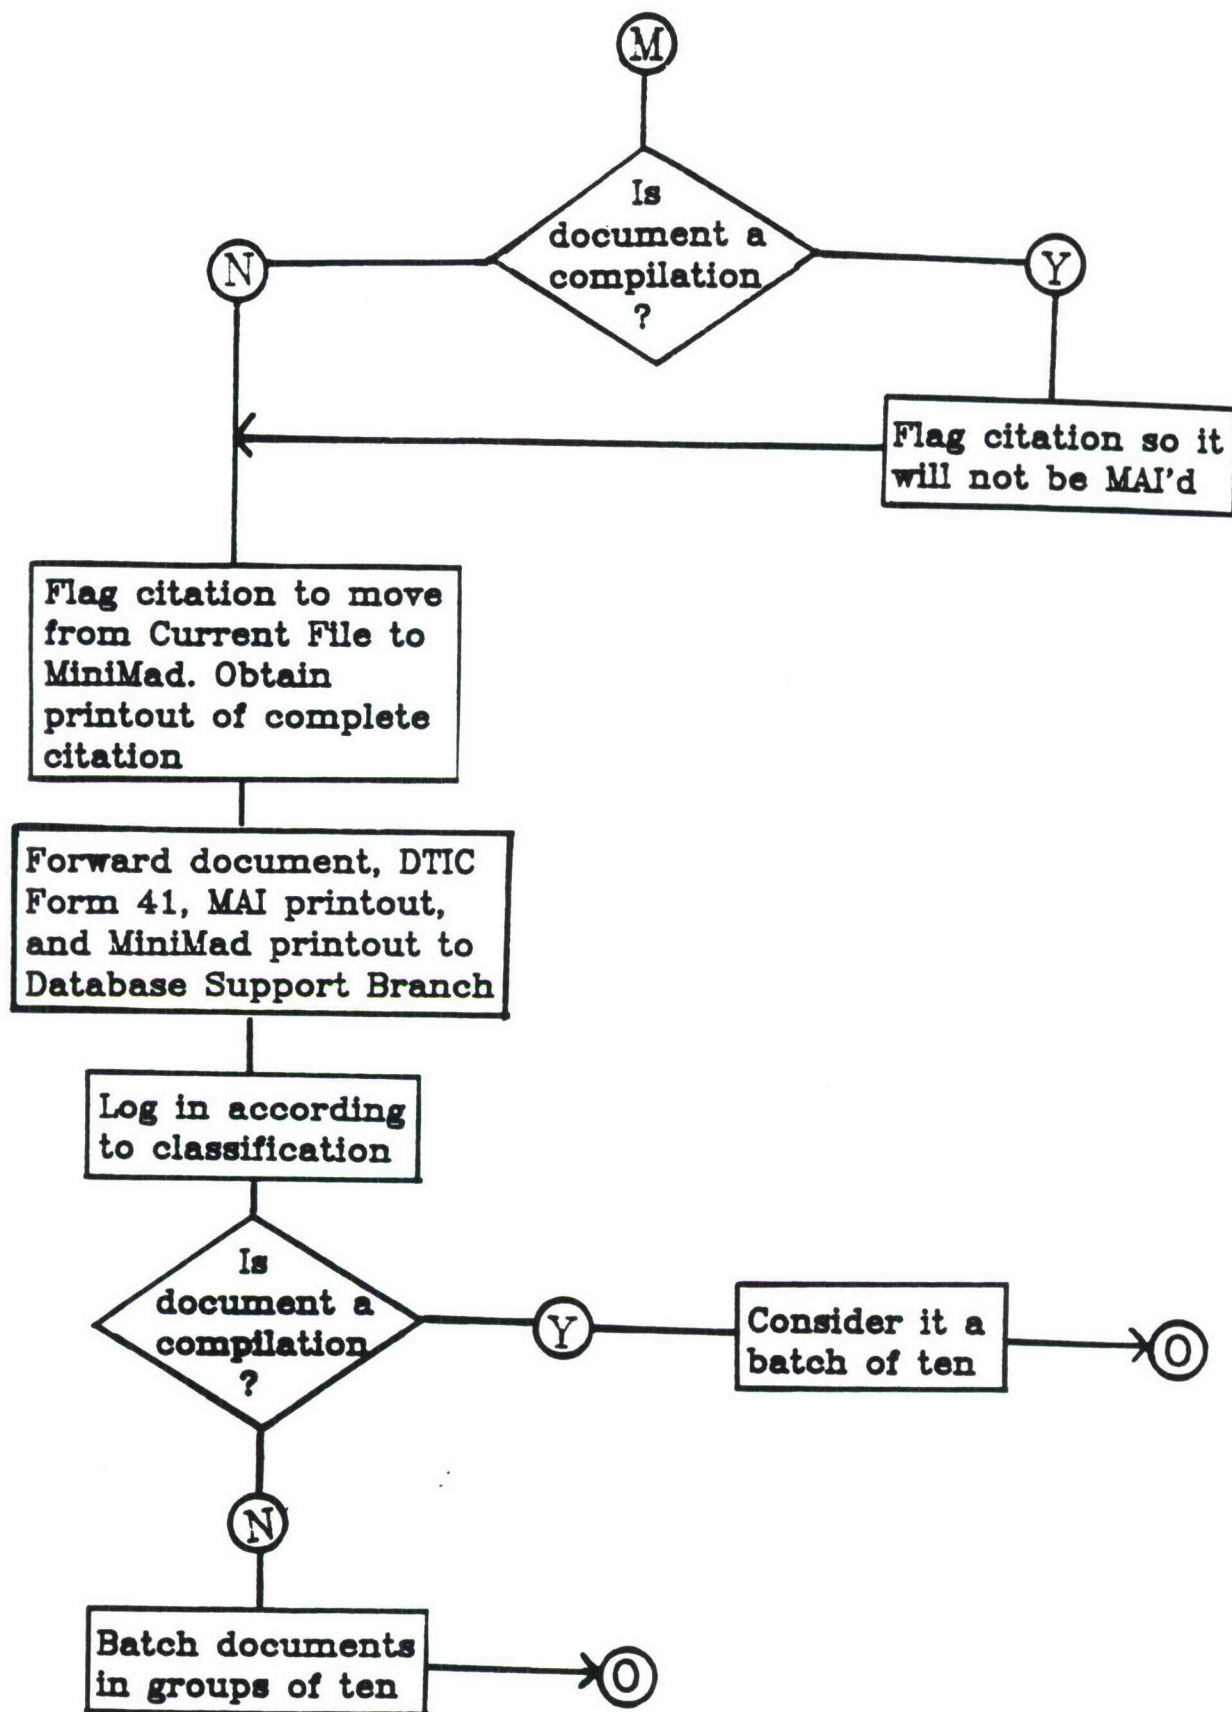 M
Is
document a
compilation
?
N
Y
Flag citation so it
will not be MAI'd
Flag citation to move
from Current File to
MiniMad. Obtain
printout of complete
citation
Forward document, DTIC
Form 41, MAI printout,
and MiniMad printout to
Database Support Branch
Log in according
to classification
Is
document a
compilation
?
Y
Consider it a
batch of ten
O
N
Batch documents
in groups of ten
O